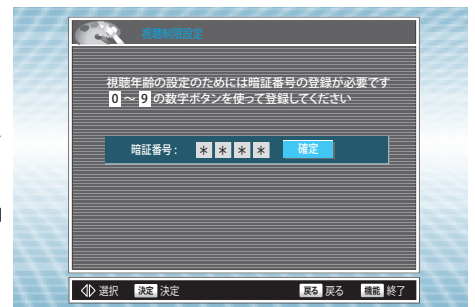 視聴制限設定
視聴年齢の設定のためには暗証番号の登録が必要です
0 ～ 9 の数字ボタンを使って登録してください
暗証番号： ＊ ＊ ＊ ＊ 確定
選択 決定 決定 戻る 戻る 機能 終了